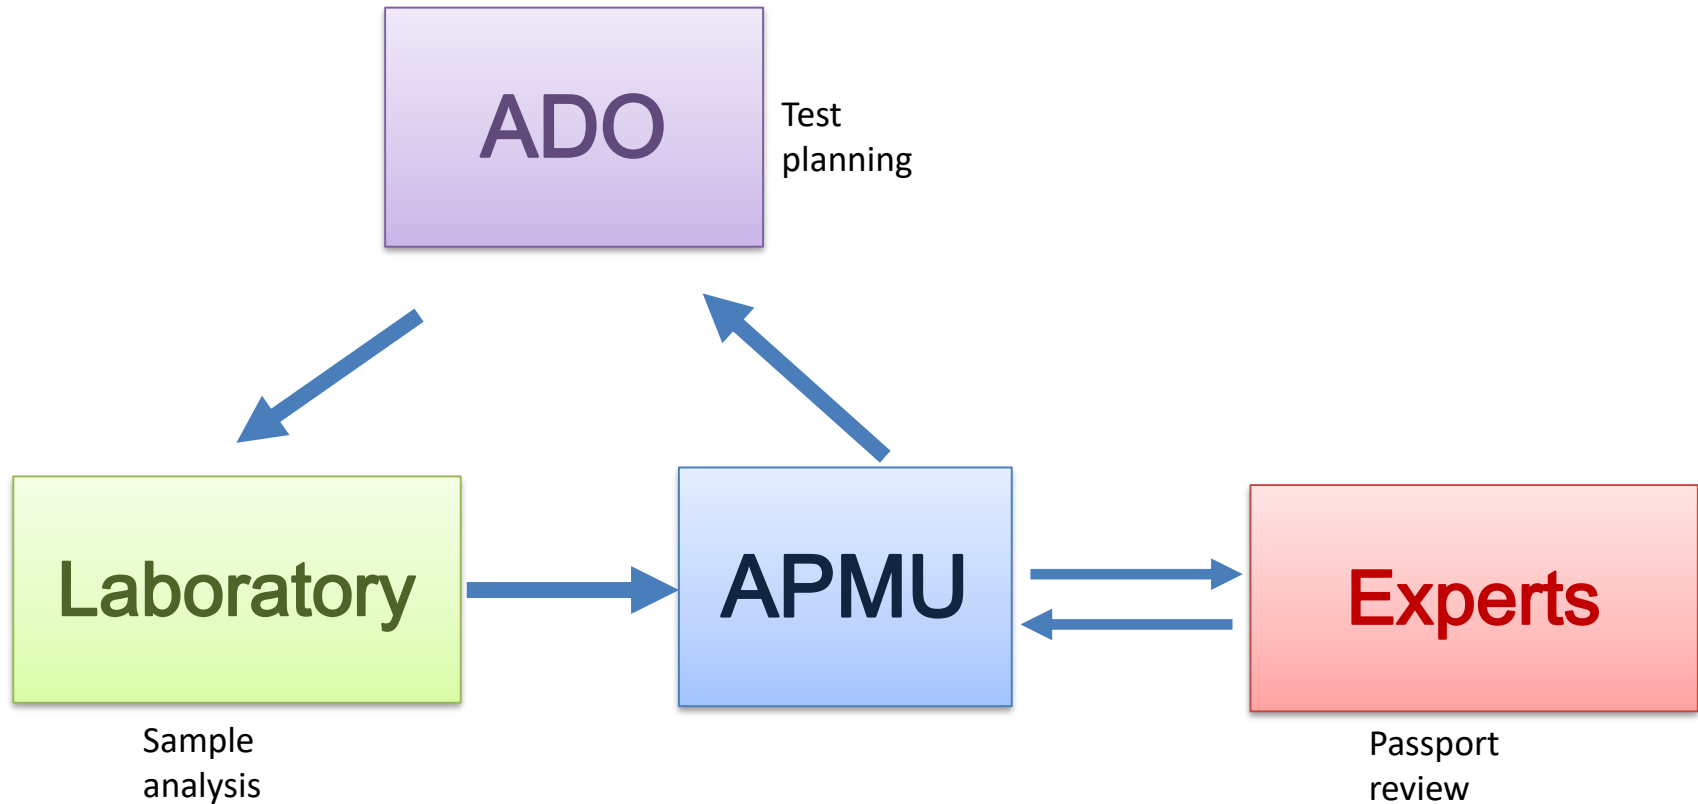 ADO
Test
planning
Laboratory
APMU
Experts
Sample
analysis
Passport
review